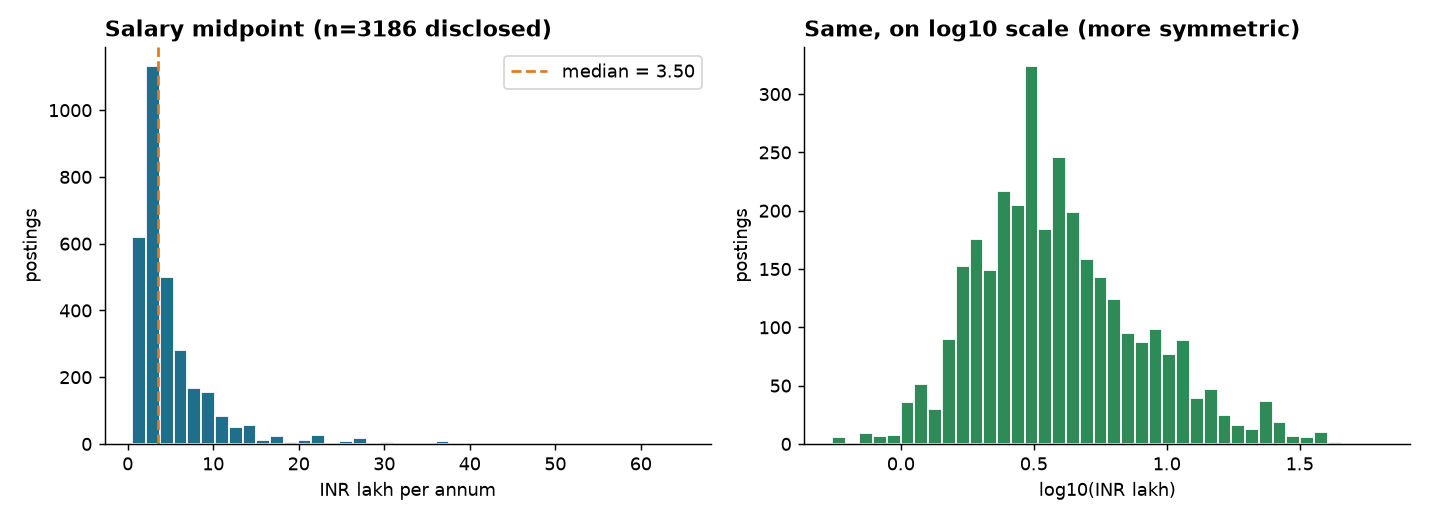 Salary midpoint (n=3186 disclosed)
median = 3.50
1000
800
600
400
200
0
postings
0 10 20 30 40 50 60
INR lakh per annum
Same, on log10 scale (more symmetric)
300
250
200
150
100
50
0
postings
0.0 0.5 1.0 1.5
log10(INR lakh)